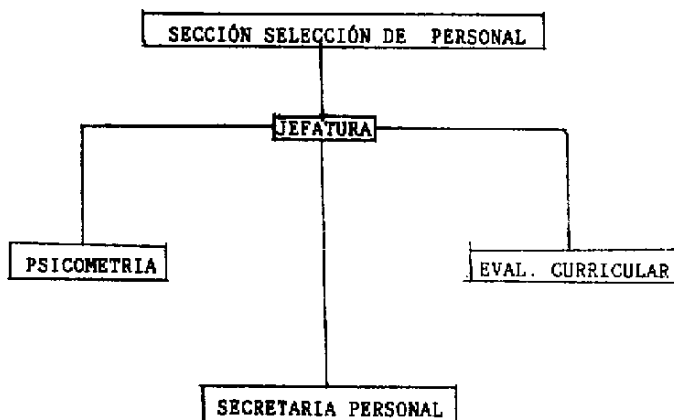 SECCIÓN SELECCIÓN DE PERSONAL
JEFATURA
PSICOMETRIA
EVAL. CURRICULAR
SECRETARIA PERSONAL